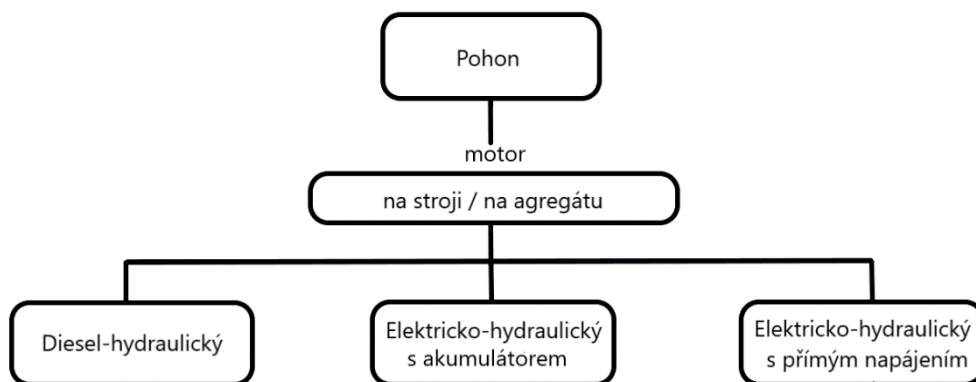 Pohon
motor
na stroji / na agregátu
Diesel-hydraulický
Elektricko-hydraulický
s akumulátorem
Elektricko-hydraulický
s přímým napájením